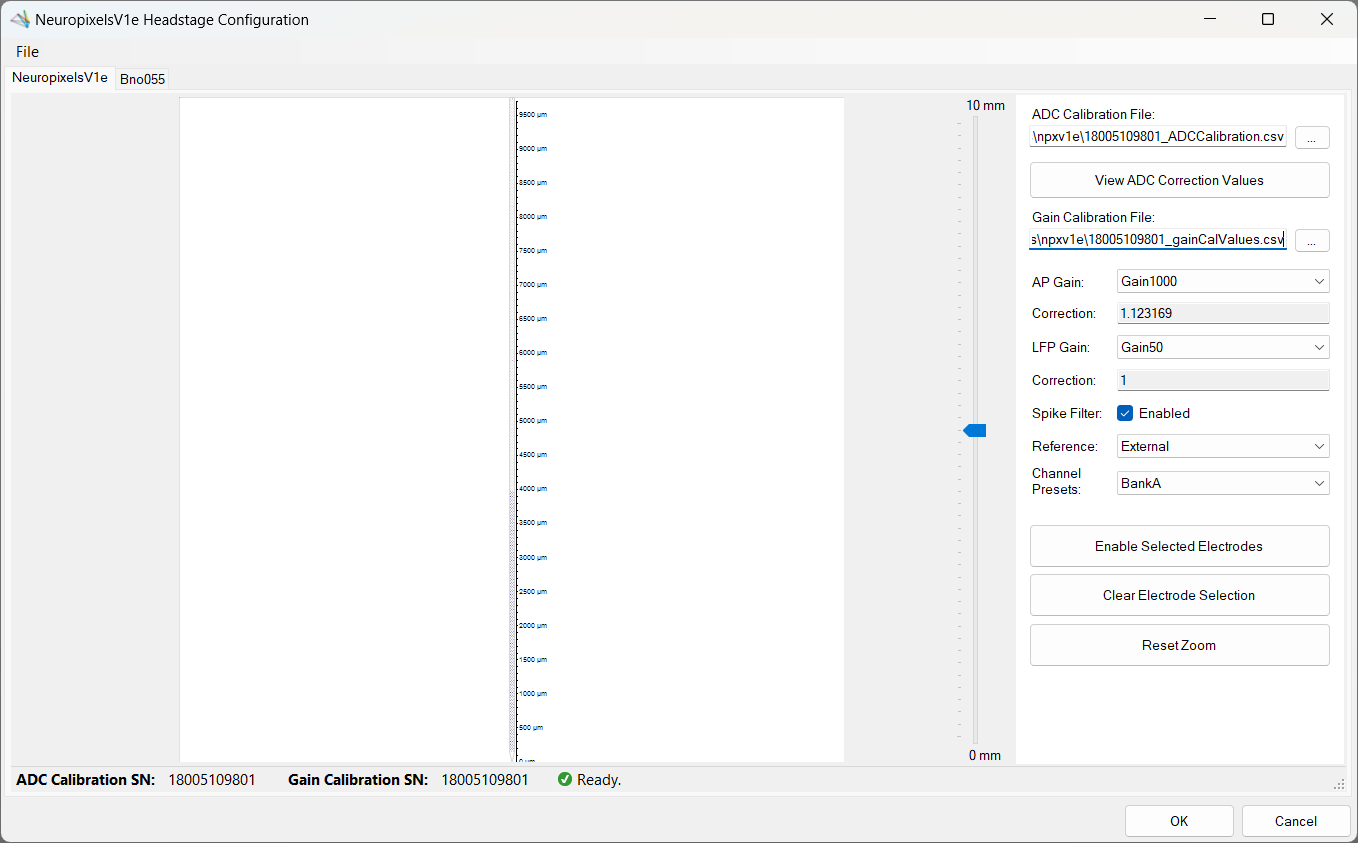 NeuropixelsV1e Headstage Configuration
File
NeuropixelsV1e Bno055
9500 µm
9000 µm
8500 µm
8000 µm
7500 µm
7000 µm
6500 µm
6000 µm
5500 µm
5000 µm
4500 µm
4000 µm
3500 µm
3000 µm
2500 µm
2000 µm
1500 µm
1000 µm
500 µm
0 µm
10 mm
0 mm
ADC Calibration File:
\npxv1e\18005109801_ADCCalibration.csv ...
View ADC Correction Values
Gain Calibration File:
s\npxv1e\18005109801_gainCalValues.csv ...
AP Gain: Gain1000
Correction: 1.123169
LFP Gain: Gain50
Correction: 1
Spike Filter: Enabled
Reference: External
Channel
Presets: BankA
Enable Selected Electrodes
Clear Electrode Selection
Reset Zoom
ADC Calibration SN: 18005109801 Gain Calibration SN: 18005109801 Ready.
OK Cancel